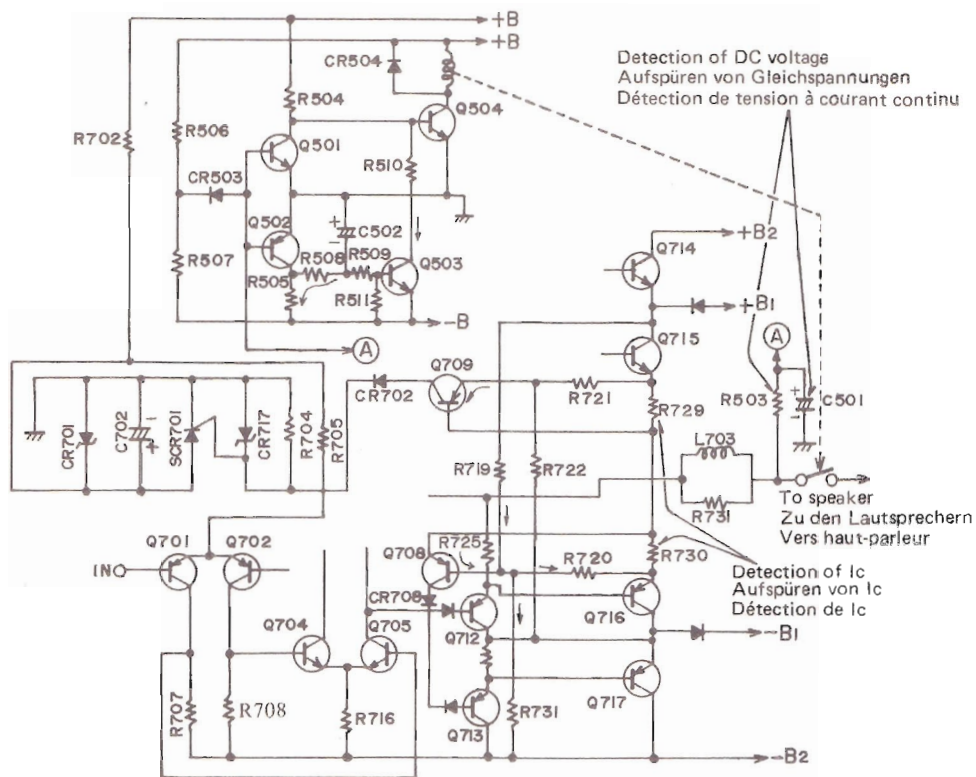 +B
+B
CR504
R504
Q504
R702
R506
Q501
R510
CR503
Q502
C502
+
−
R508
R509
Q503
R507
R505
R511
−B
A
Detection of DC voltage
Aufspüren von Gleichspannungen
Détection de tension à courant continu
Q714
+B2
+B1
Q715
A
Q709
CR702
R721
R729
R503
+
−
C501
CR701
C702
−
+
SCR701
CR717
R704
R705
R719
R722
L703
R731
To speaker
Zu den Lautsprechern
Vers haut-parleur
Q701
Q702
IN
Q708
R725
R720
R730
Detection of Ic
Aufspüren von Ic
Détection de Ic
CR708
Q704
Q705
Q712
Q716
−B1
Q717
R707
R708
R716
Q713
R731
−B2